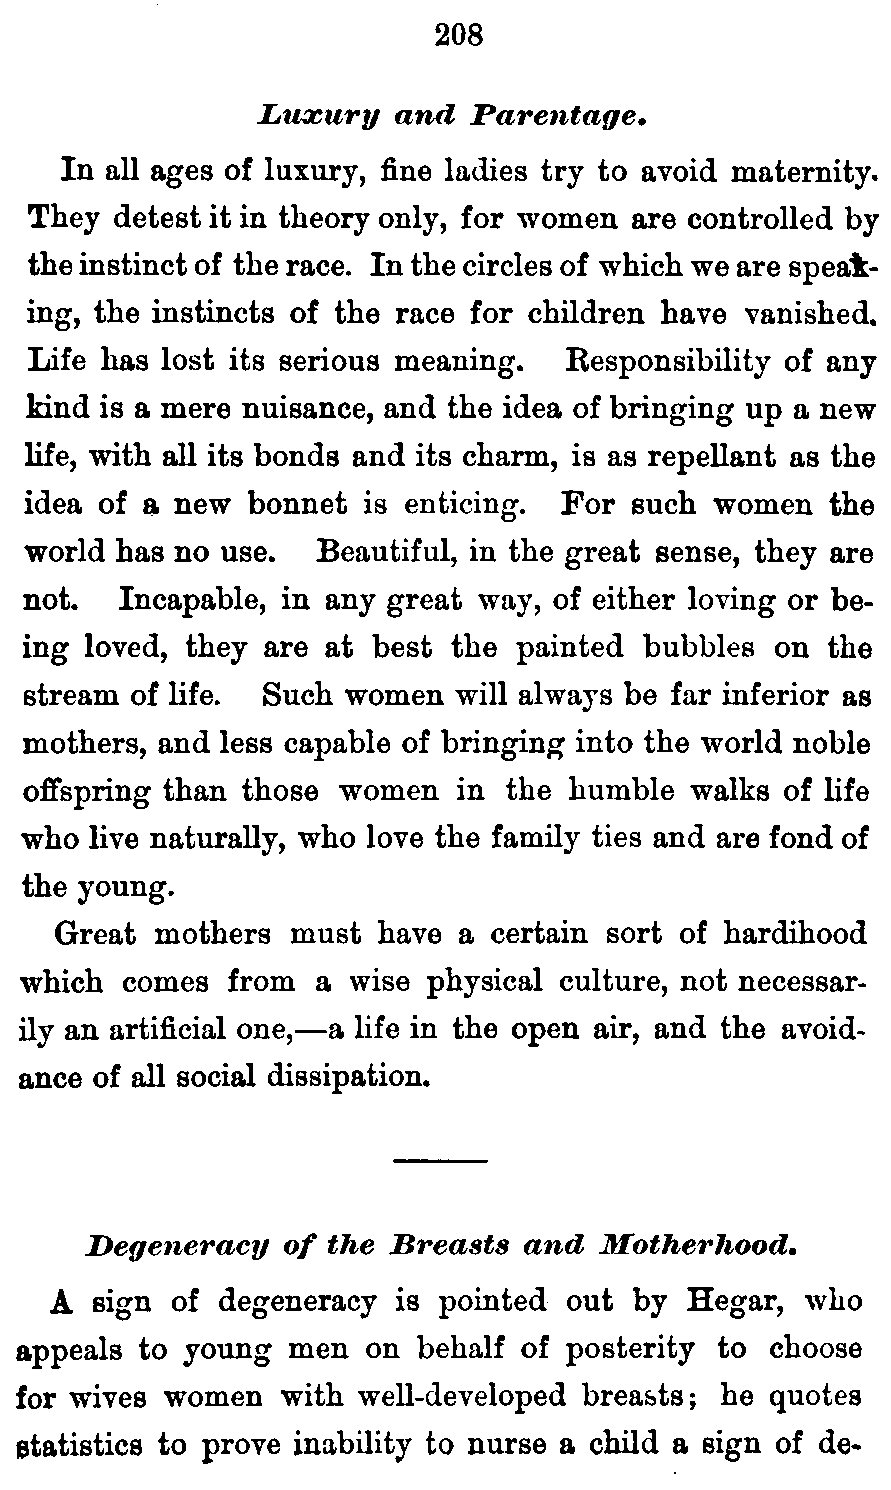 208
Luxury and Parentage.
In all ages of luxury, fine ladies try to avoid maternity.
They detest it in theory only, for women are controlled by
the instinct of the race. In the circles of which we are speak-
ing, the instincts of the race for children have vanished.
Life has lost its serious meaning. Responsibility of any
kind is a mere nuisance, and the idea of bringing up a new
life, with all its bonds and its charm, is as repellant as the
idea of a new bonnet is enticing. For such women the
world has no use. Beautiful, in the great sense, they are
not. Incapable, in any great way, of either loving or be-
ing loved, they are at best the painted bubbles on the
stream of life. Such women will always be far inferior as
mothers, and less capable of bringing into the world noble
offspring than those women in the humble walks of life
who live naturally, who love the family ties and are fond of
the young.
Great mothers must have a certain sort of hardihood
which comes from a wise physical culture, not necessar-
ily an artificial one,—a life in the open air, and the avoid-
ance of all social dissipation.
Degeneracy of the Breasts and Motherhood.
A sign of degeneracy is pointed out by Hegar, who
appeals to young men on behalf of posterity to choose
for wives women with well-developed breasts; he quotes
statistics to prove inability to nurse a child a sign of de-